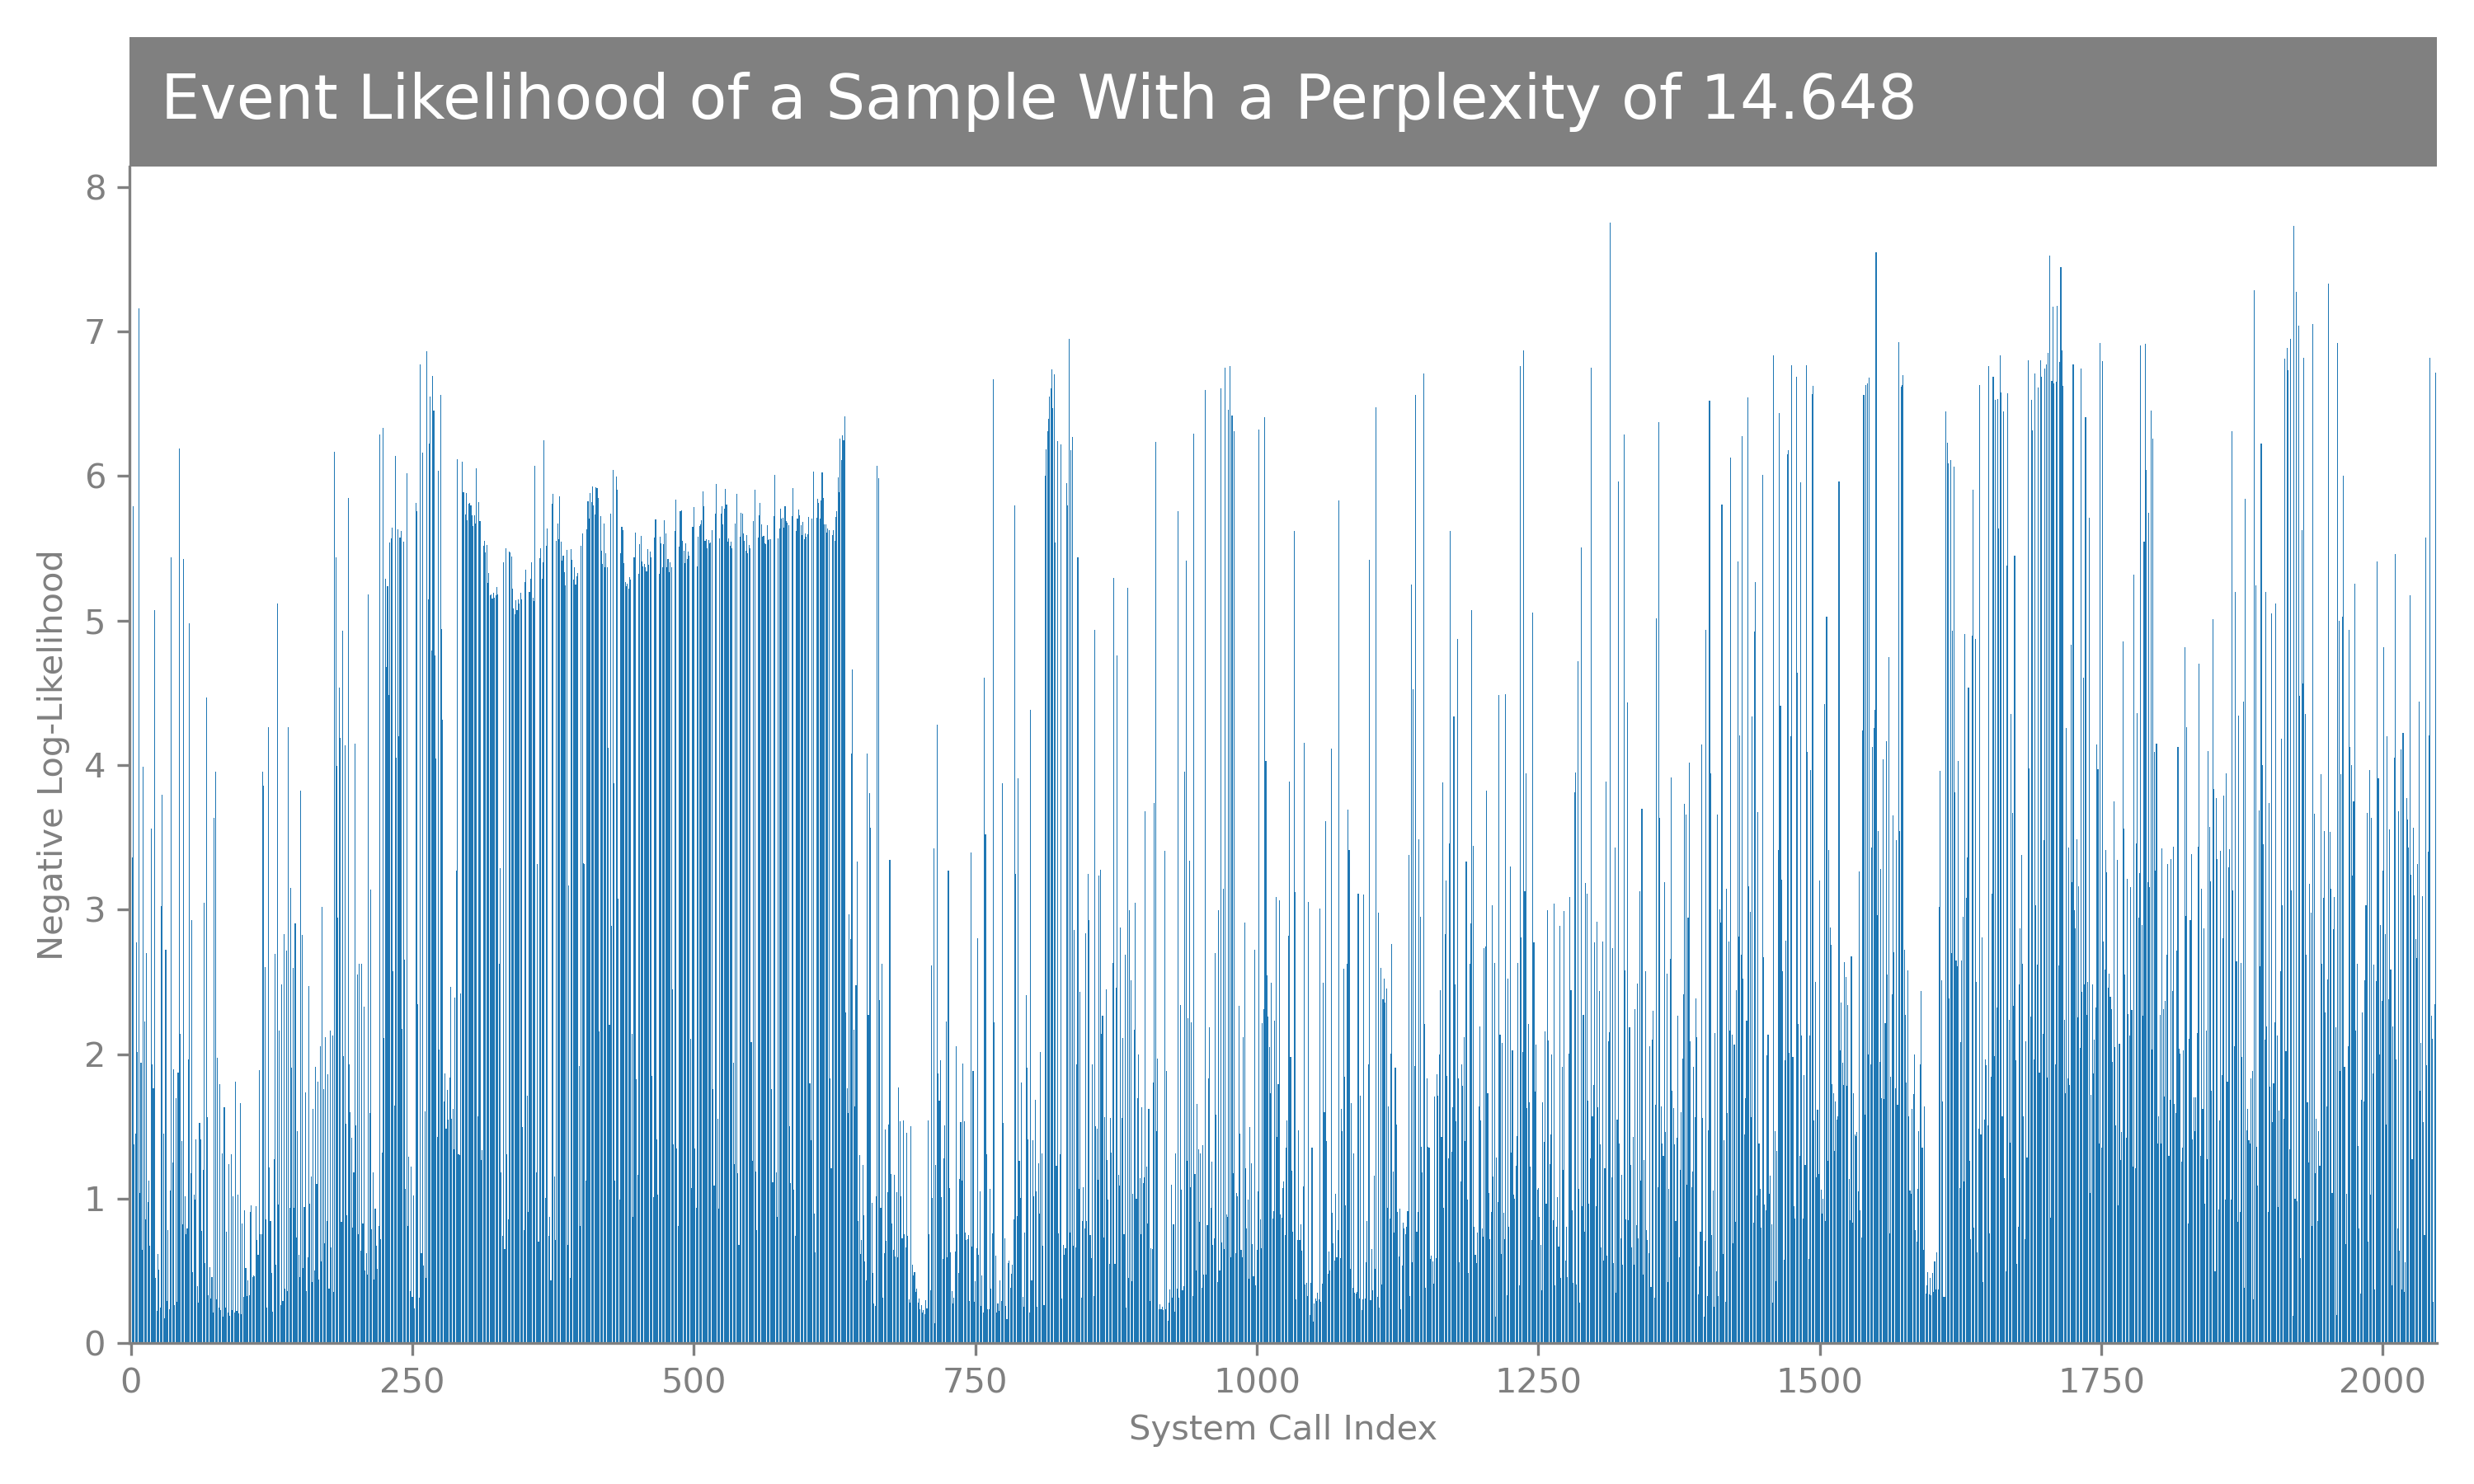 Event Likelihood of a Sample With a Perplexity of 14.648
8
7
6
5
4
3
2
1
0
Negative Log-Likelihood
0 250 500 750 1000 1250 1500 1750 2000
System Call Index